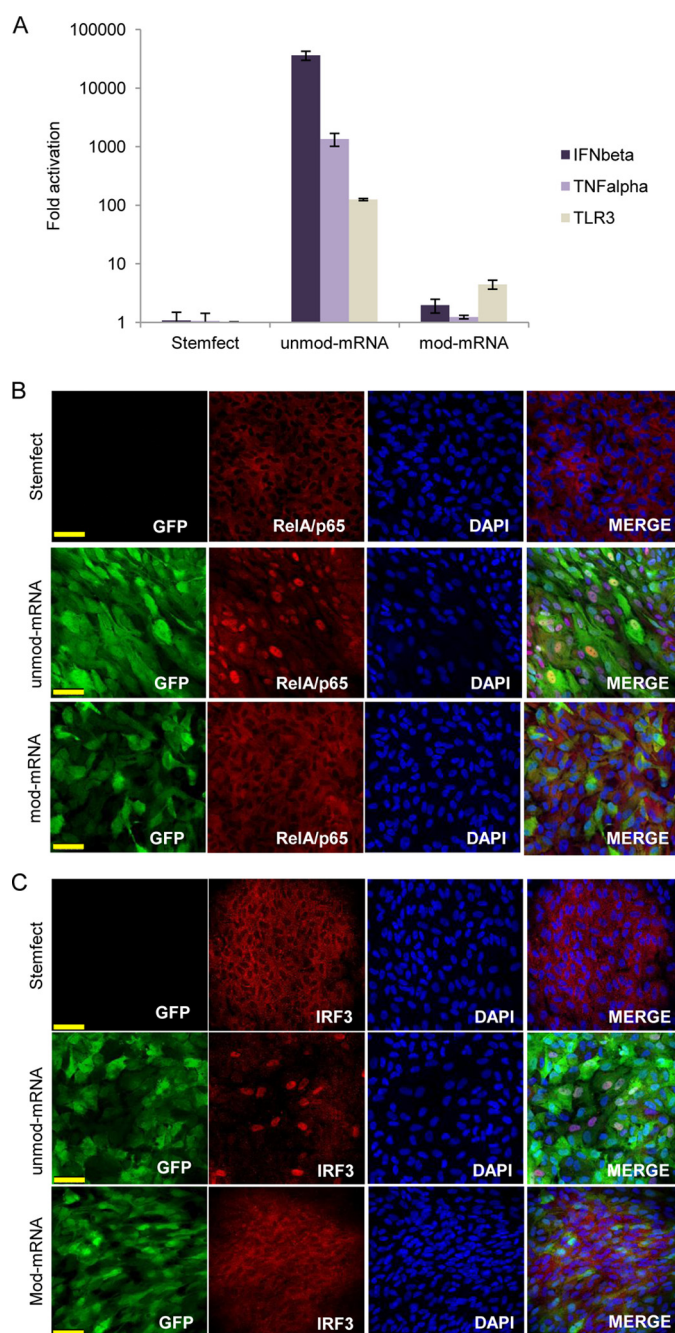 A
100000
10000
1000
100
10
1
Fold activation
Stemfect
unmod-mRNA
mod-mRNA
IFNbeta
TNFalpha
TLR3
B
Stemfect
GFP
RelA/p65
DAPI
MERGE
unmod-mRNA
GFP
RelA/p65
DAPI
MERGE
mod-mRNA
GFP
RelA/p65
DAPI
MERGE
C
Stemfect
GFP
IRF3
DAPI
MERGE
unmod-mRNA
GFP
IRF3
DAPI
MERGE
Mod-mRNA
GFP
IRF3
DAPI
MERGE